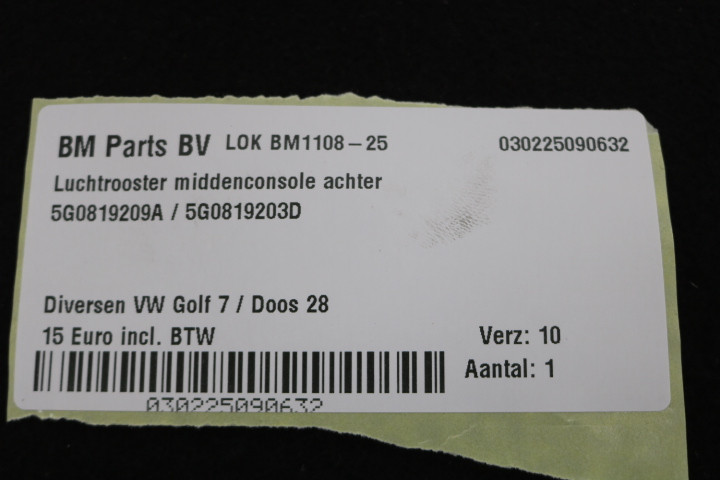 BM Parts BV LOK BM1108-25 030225090632
Luchtrooster middenconsole achter
5G0819209A / 5G0819203D
Diversen VW Golf 7 / Doos 28
15 Euro incl. BTW Verz: 10
Aantal: 1
030225090632